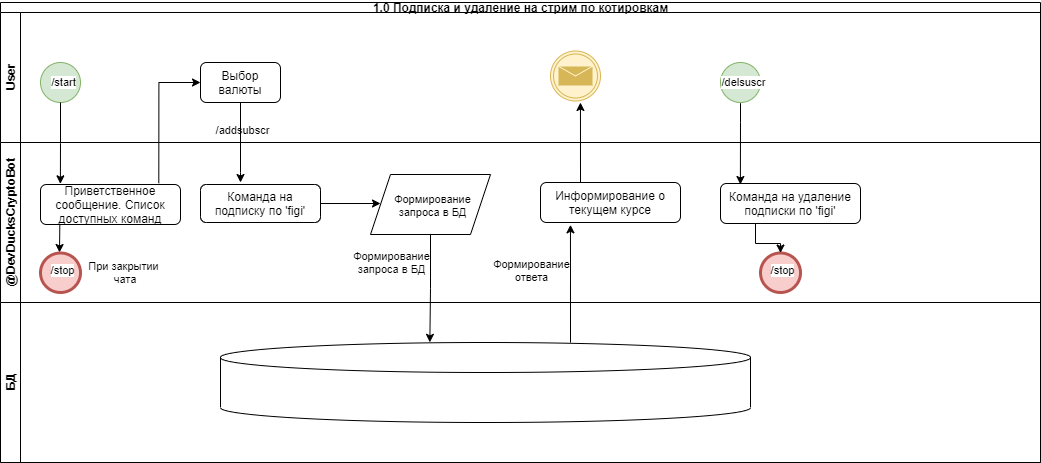 1.0 Подписка и удаление на стрим по котировкам
User
/start
Выбор
валюты
/delsuscr
/addsubscr
@DevDucksCryptoBot
Приветственное
сообщение. Список
доступных команд
Команда на
подписку по 'figi'
Формирование
запроса в БД
Информирование о
текущем курсе
Команда на удаление
подписки по 'figi'
/stop
При закрытии
чата
Формирование
запроса в БД
Формирование
ответа
/stop
БД